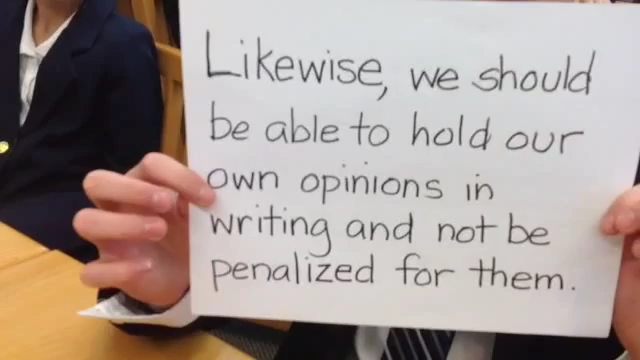 Likewise, we should
be able to hold our
own opinions in
writing and not be
penalized for them.